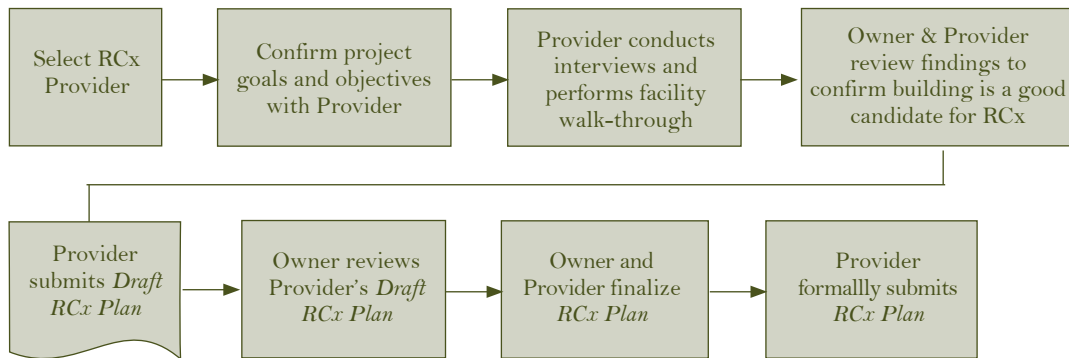 Select RCx
Provider
Confirm project
goals and objectives
with Provider
Provider conducts
interviews and
performs facility
walk-through
Owner & Provider
review findings to
confirm building is a good
candidate for RCx
Provider
submits Draft
RCx Plan
Owner reviews
Provider's Draft
RCx Plan
Owner and
Provider finalize
RCx Plan
Provider
formallly submits
RCx Plan